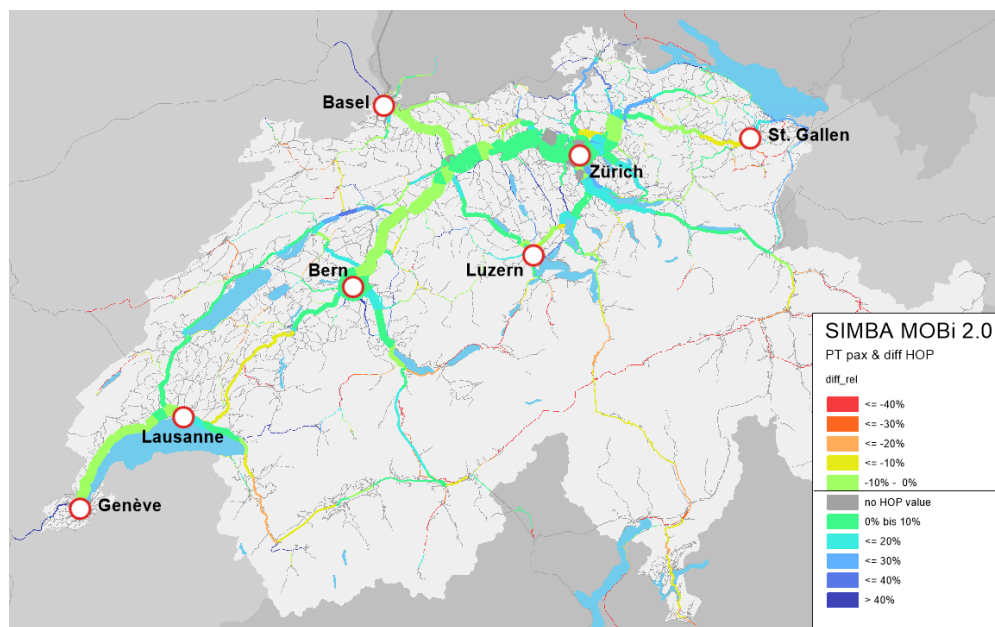 Basel
St. Gallen
Zürich
Bern
Luzern
Lausanne
Genève
SIMBA MOBi 2.0
PT pax & diff HOP
diff_rel
<= -40%
<= -30%
<= -20%
<= -10%
-10% - 0%
no HOP value
0% bis 10%
<= 20%
<= 30%
<= 40%
> 40%